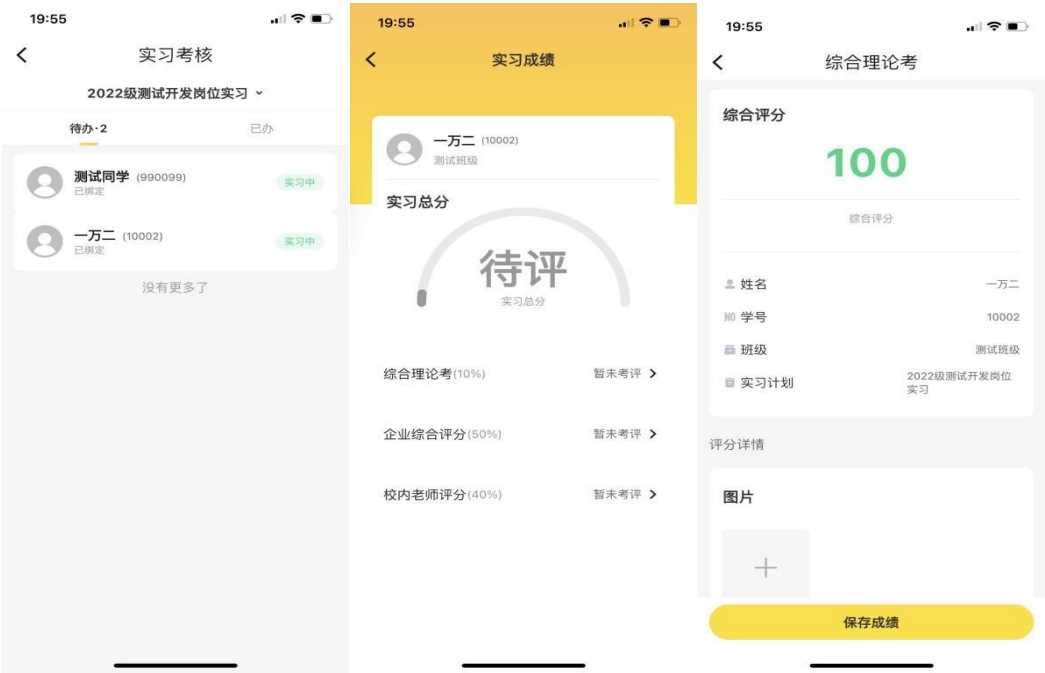 19:55
实习考核
2022级测试开发岗位实习
待办·2
已办
测试同学 (990099)
已绑定
实习中
一万二 (10002)
已绑定
实习中
没有更多了
19:55
实习成绩
一万二 (10002)
测试班级
实习总分
待评
实习总分
综合理论考(10%)
暂未考评
企业综合评分(50%)
暂未考评
校内老师评分(40%)
暂未考评
19:55
综合理论考
综合评分
100
综合评分
姓名
一万二
NO 学号
10002
班级
测试班级
实习计划
2022级测试开发岗位
实习
评分详情
图片
保存成绩